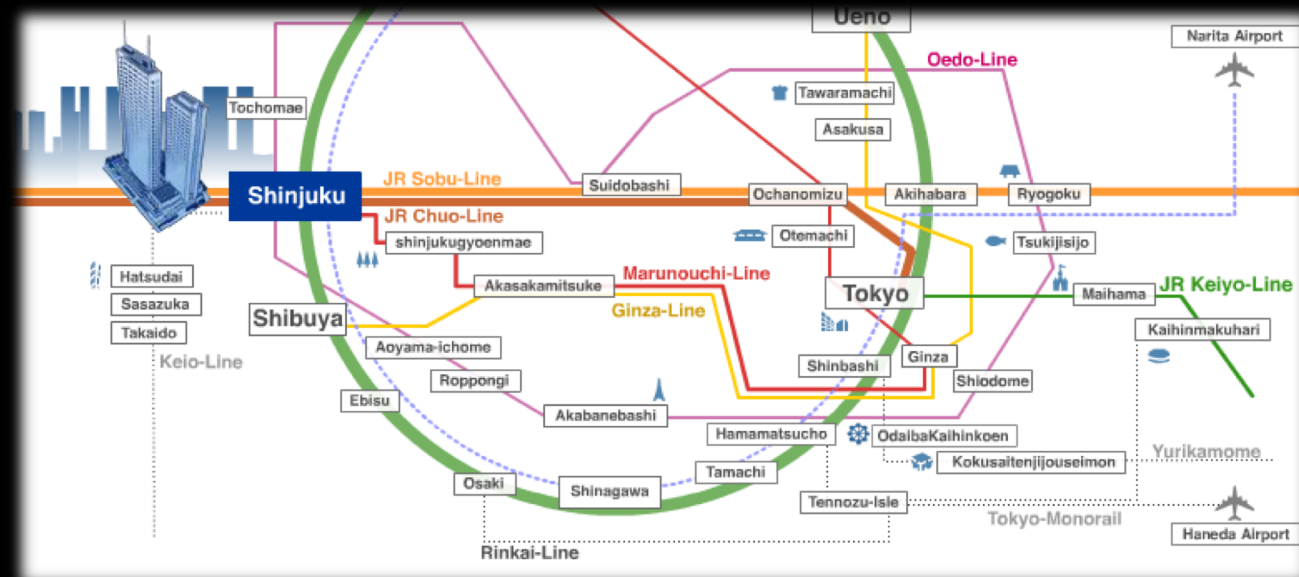 Ueno
Narita Airport
Oedo-Line
Tawaramachi
Tochomae
Asakusa
JR Sobu-Line
Suidobashi
Shinjuku
Ochanomizu
Akihabara
Ryogoku
JR Chuo-Line
shinjukugyoenmae
Otemachi
Tsukijisijo
Hatsudai
Marunouchi-Line
Akasakamitsuke
Tokyo
Maihama
JR Keiyo-Line
Sasazuka
Ginza-Line
Shibuya
Takaido
Kaihinmakuhari
Keio-Line
Aoyama-ichome
Shinbashi
Ginza
Roppongi
Shiodome
Ebisu
Akabanebashi
Hamamatsucho
OdaibaKaihinkoen
Yurikamome
Kokusaitenjijouseimon
Tamachi
Osaki
Shinagawa
Tennozu-Isle
Tokyo-Monorail
Haneda Airport
Rinkai-Line